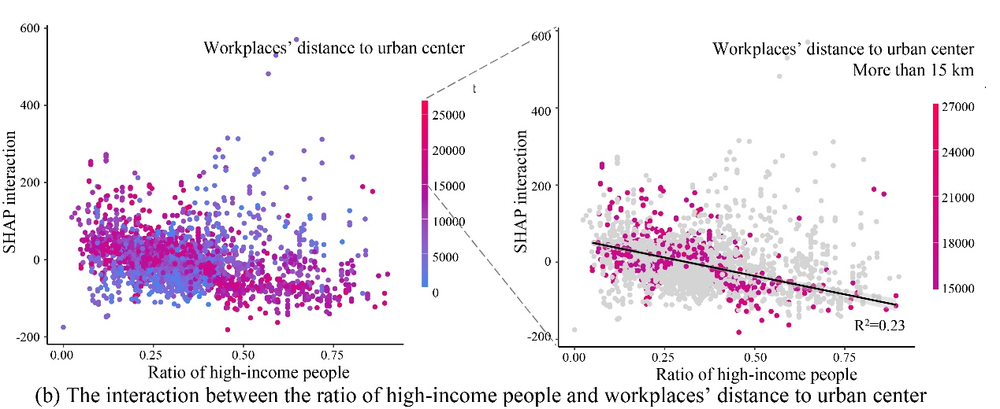 600
400
200
0
-200
0.00
0.25
0.50
0.75
SHAP interaction
Ratio of high-income people
Workplaces’ distance to urban center
t
25000
20000
15000
10000
5000
0
600
400
200
0
-200
0.00
0.25
0.50
0.75
SHAP interaction
Ratio of high-income people
Workplaces’ distance to urban center
More than 15 km
27000
24000
21000
18000
15000
R²=0.23
(b) The interaction between the ratio of high-income people and workplaces’ distance to urban center